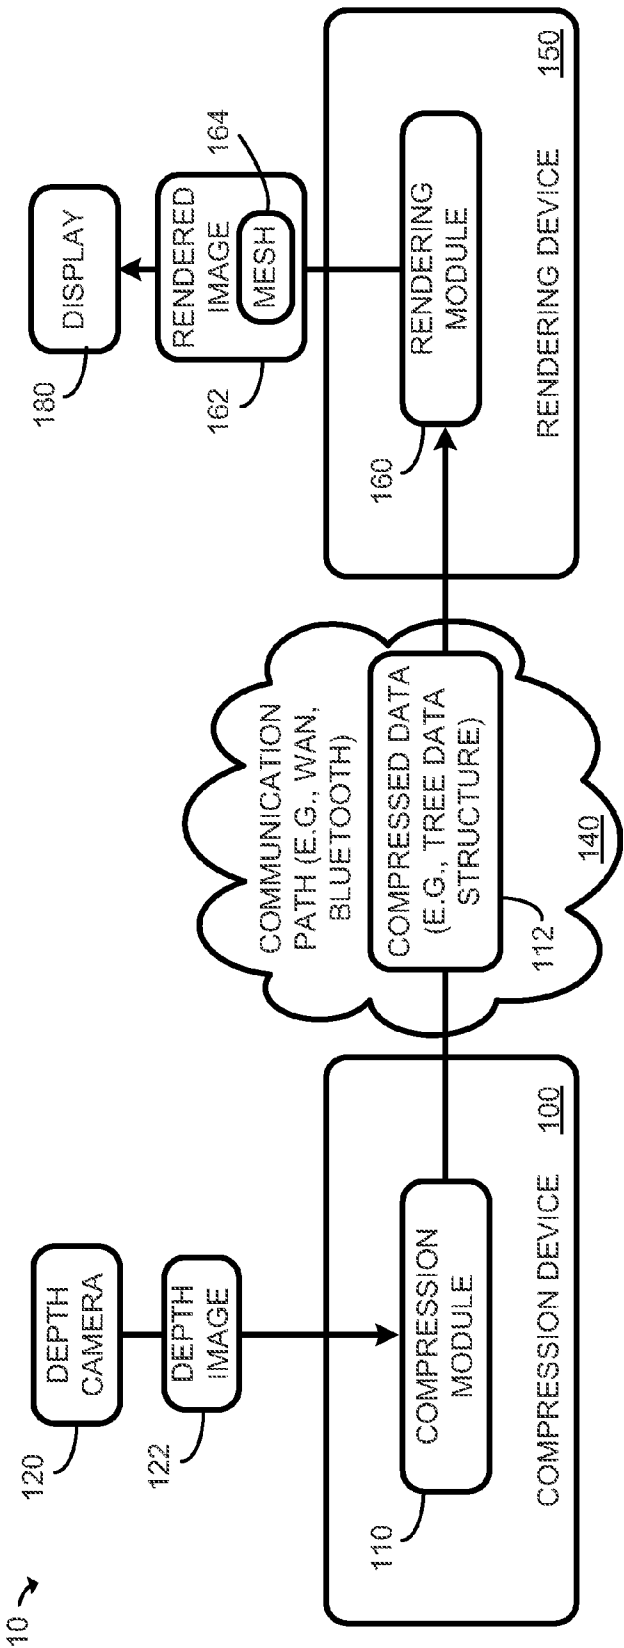 10
120
DEPTH
CAMERA
122
DEPTH
IMAGE
110
COMPRESSION
MODULE
COMPRESSION DEVICE
100
COMMUNICATION
PATH (E.G., WAN,
BLUETOOTH)
COMPRESSED DATA
(E.G., TREE DATA
STRUCTURE)
112
140
180
DISPLAY
162
RENDERED
IMAGE
MESH
164
160
RENDERING
MODULE
RENDERING DEVICE
150